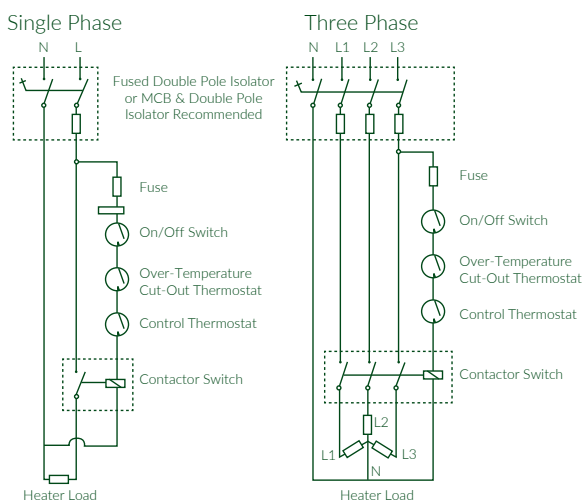 Single Phase
N L
Fused Double Pole Isolator
or MCB & Double Pole
Isolator Recommended
Fuse
On/Off Switch
Over-Temperature
Cut-Out Thermostat
Control Thermostat
Contactor Switch
Heater Load
Three Phase
N L1 L2 L3
Fuse
On/Off Switch
Over-Temperature
Cut-Out Thermostat
Control Thermostat
Contactor Switch
L2
L1 L3
N
Heater Load